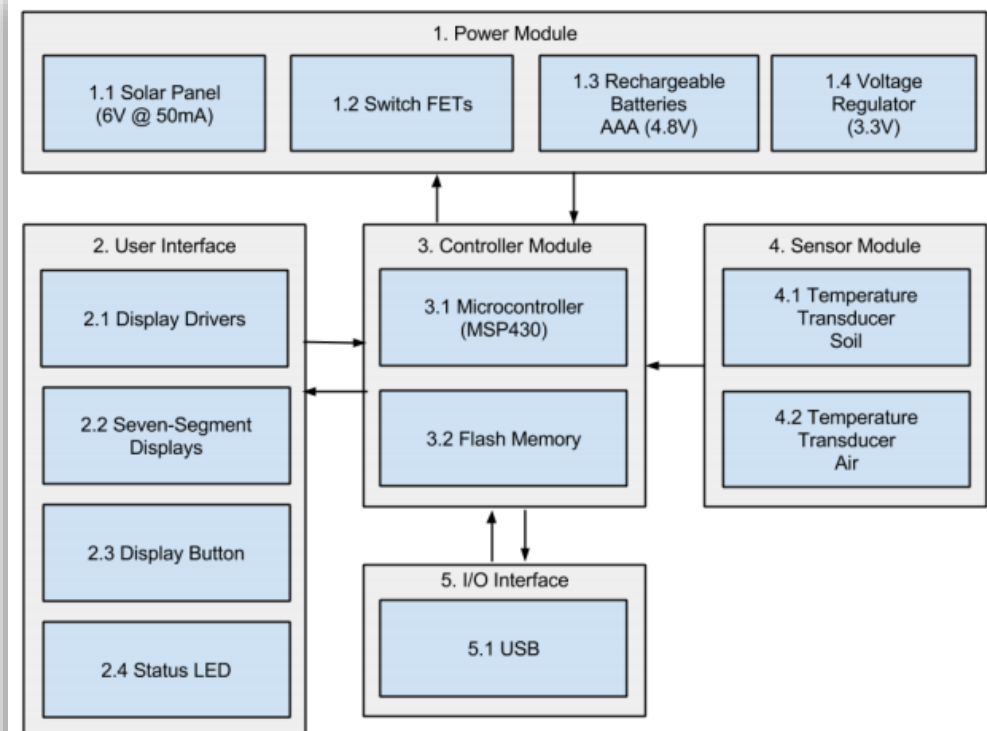 1. Power Module
1.1 Solar Panel
(6V @ 50mA)
1.2 Switch FETs
1.3 Rechargeable
Batteries
AAA (4.8V)
1.4 Voltage
Regulator
(3.3V)
2. User Interface
2.1 Display Drivers
2.2 Seven-Segment
Displays
2.3 Display Button
2.4 Status LED
3. Controller Module
3.1 Microcontroller
(MSP430)
3.2 Flash Memory
4. Sensor Module
4.1 Temperature
Transducer
Soil
4.2 Temperature
Transducer
Air
5. I/O Interface
5.1 USB